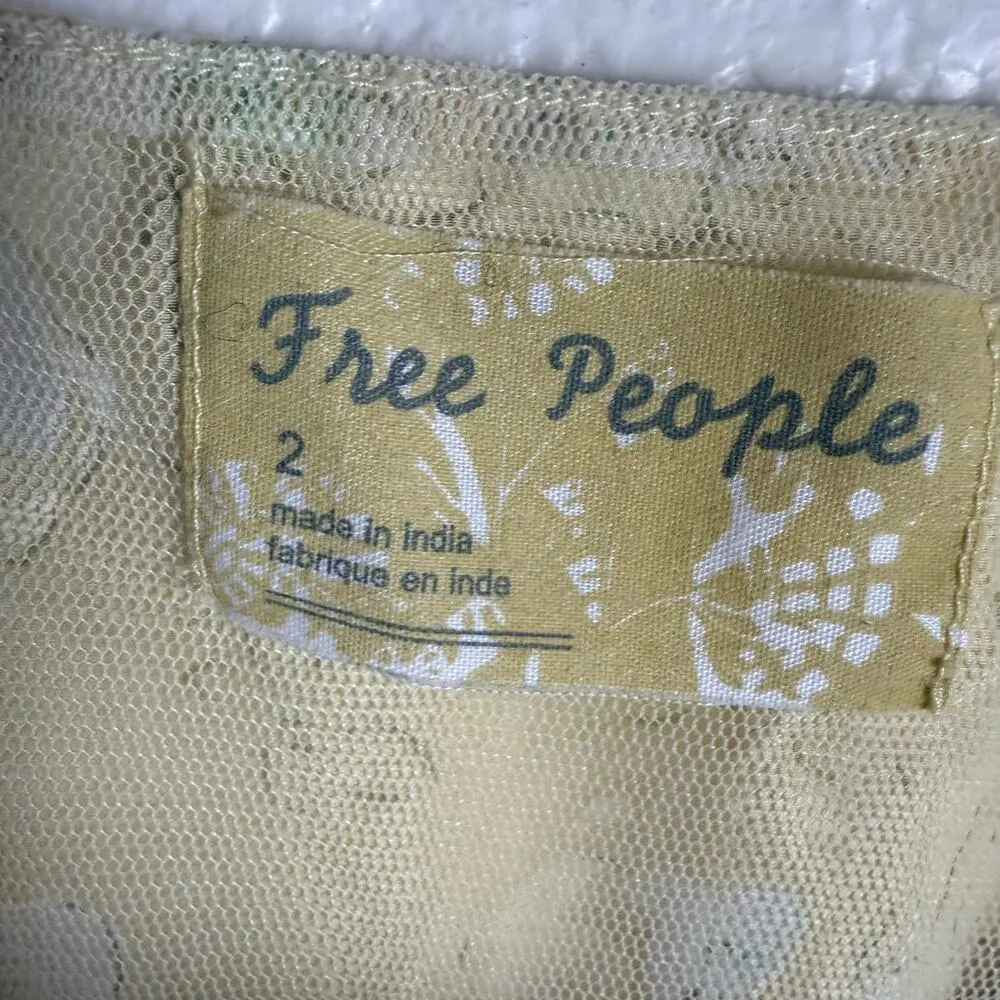 Free People
2
made in india
fabrique en inde